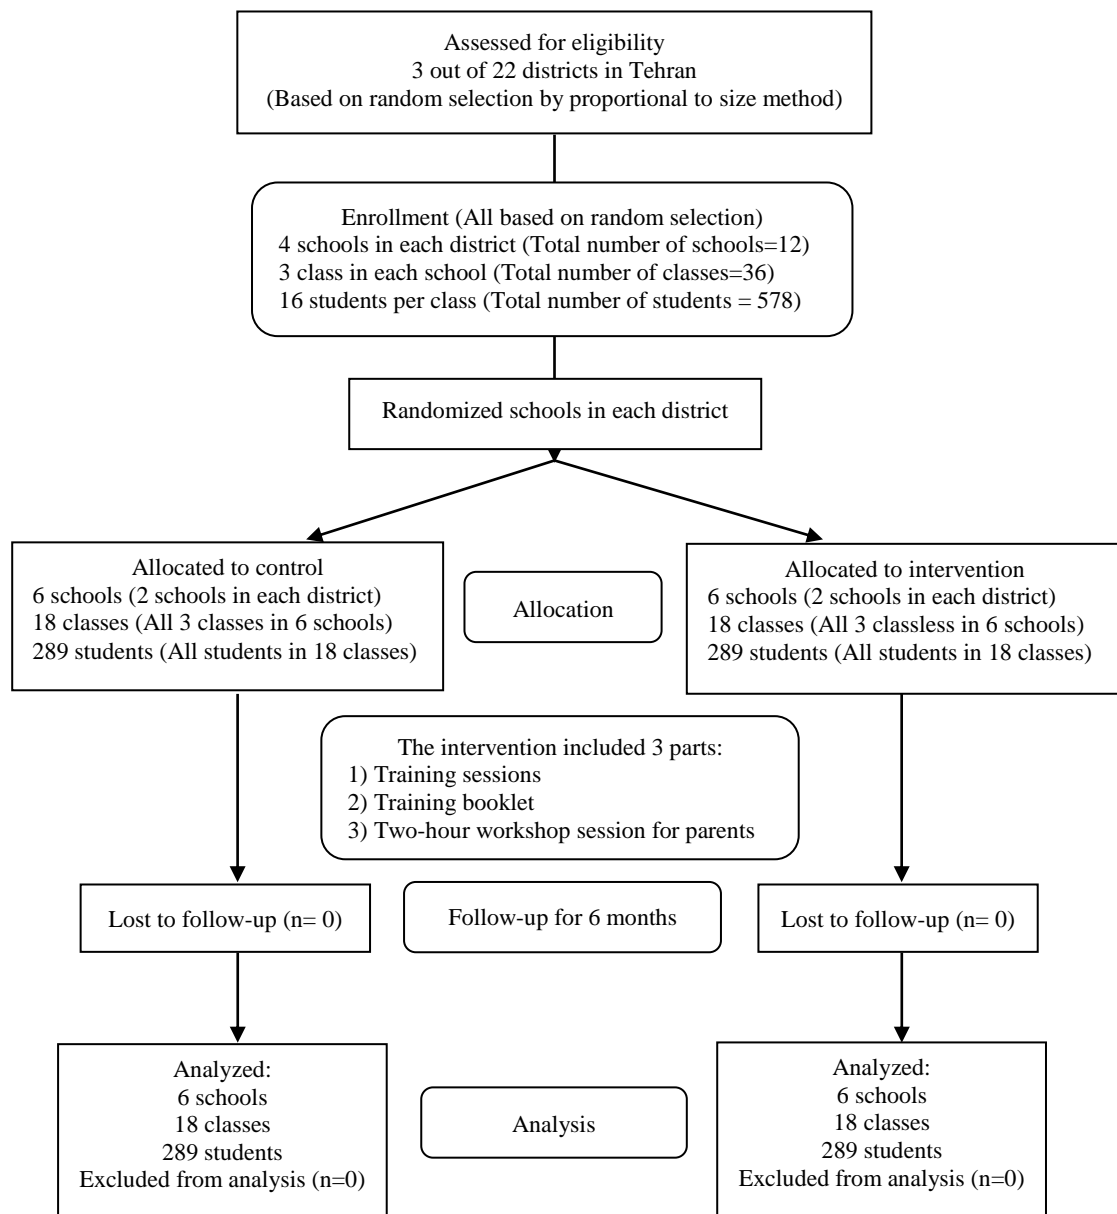 Assessed for eligibility
3 out of 22 districts in Tehran
(Based on random selection by proportional to size method)
Enrollment (All based on random selection)
4 schools in each district (Total number of schools=12)
3 class in each school (Total number of classes=36)
16 students per class (Total number of students = 578)
Randomized schools in each district
Allocated to control
6 schools (2 schools in each district)
18 classes (All 3 classes in 6 schools)
289 students (All students in 18 classes)
Allocation
Allocated to intervention
6 schools (2 schools in each district)
18 classes (All 3 classless in 6 schools)
289 students (All students in 18 classes)
The intervention included 3 parts:
1) Training sessions
2) Training booklet
3) Two-hour workshop session for parents
Lost to follow-up (n= 0)
Follow-up for 6 months
Lost to follow-up (n= 0)
Analyzed:
6 schools
18 classes
289 students
Excluded from analysis (n=0)
Analysis
Analyzed:
6 schools
18 classes
289 students
Excluded from analysis (n=0)